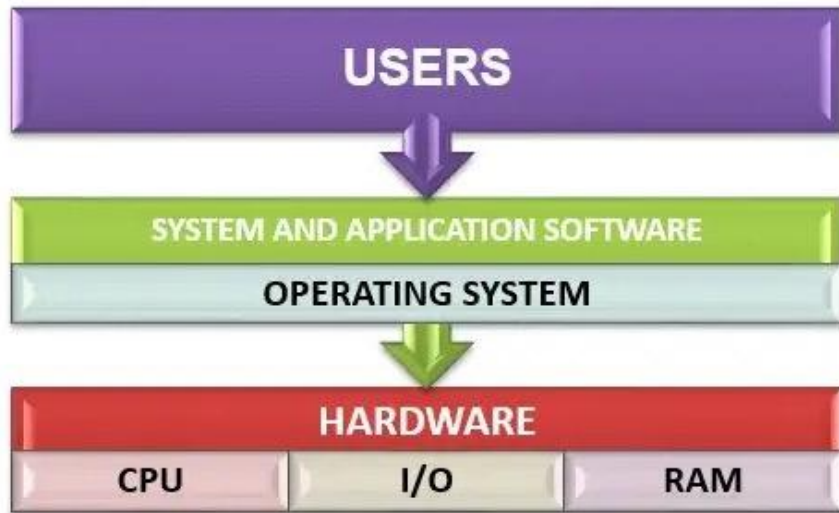 USERS
SYSTEM AND APPLICATION SOFTWARE
OPERATING SYSTEM
HARDWARE
CPU I/O RAM